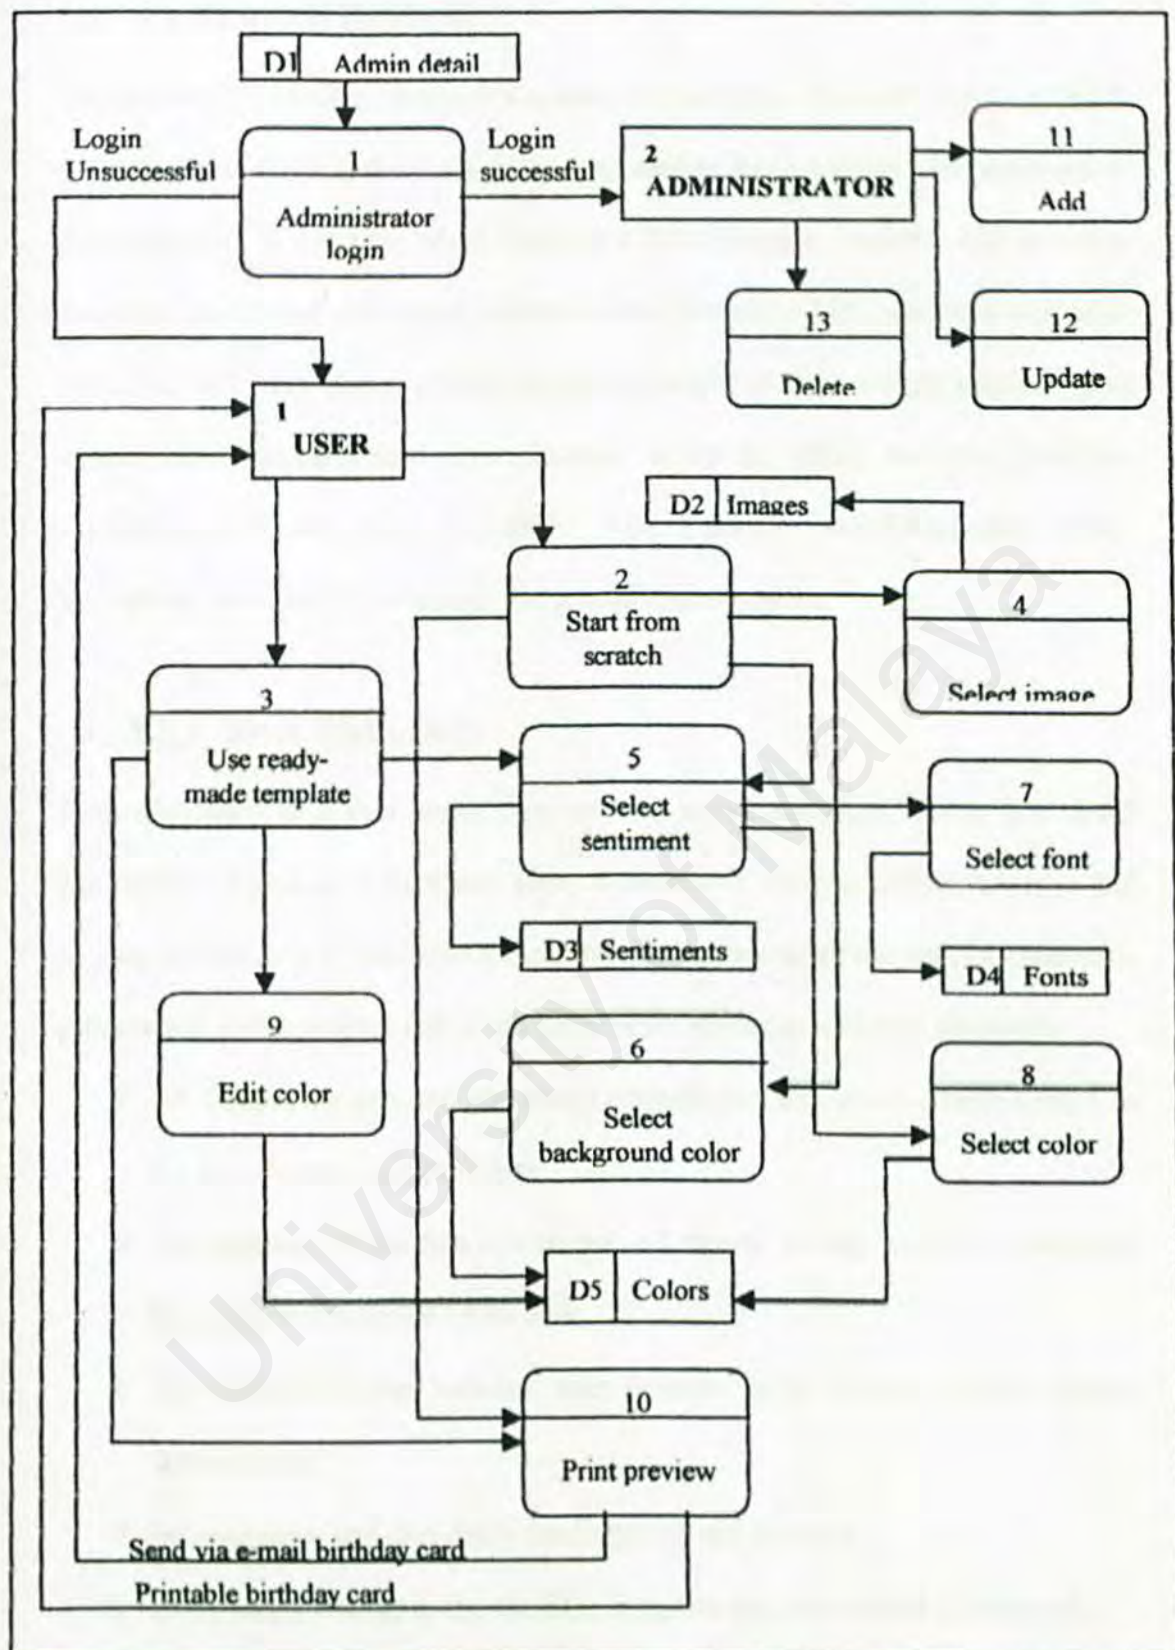 D1 Admin detail
Login
Unsuccessful
1
Administrator
login
Login
successful
2
ADMINISTRATOR
11
Add
13
Delete
12
Update
1
USER
D2 Images
2
Start from
scratch
4
Select image
3
Use ready-
made template
5
Select
sentiment
7
Select font
D3 Sentiments
D4 Fonts
9
Edit color
6
Select
background color
8
Select color
D5 Colors
10
Print preview
Send via e-mail birthday card
Printable birthday card
University of Malaya